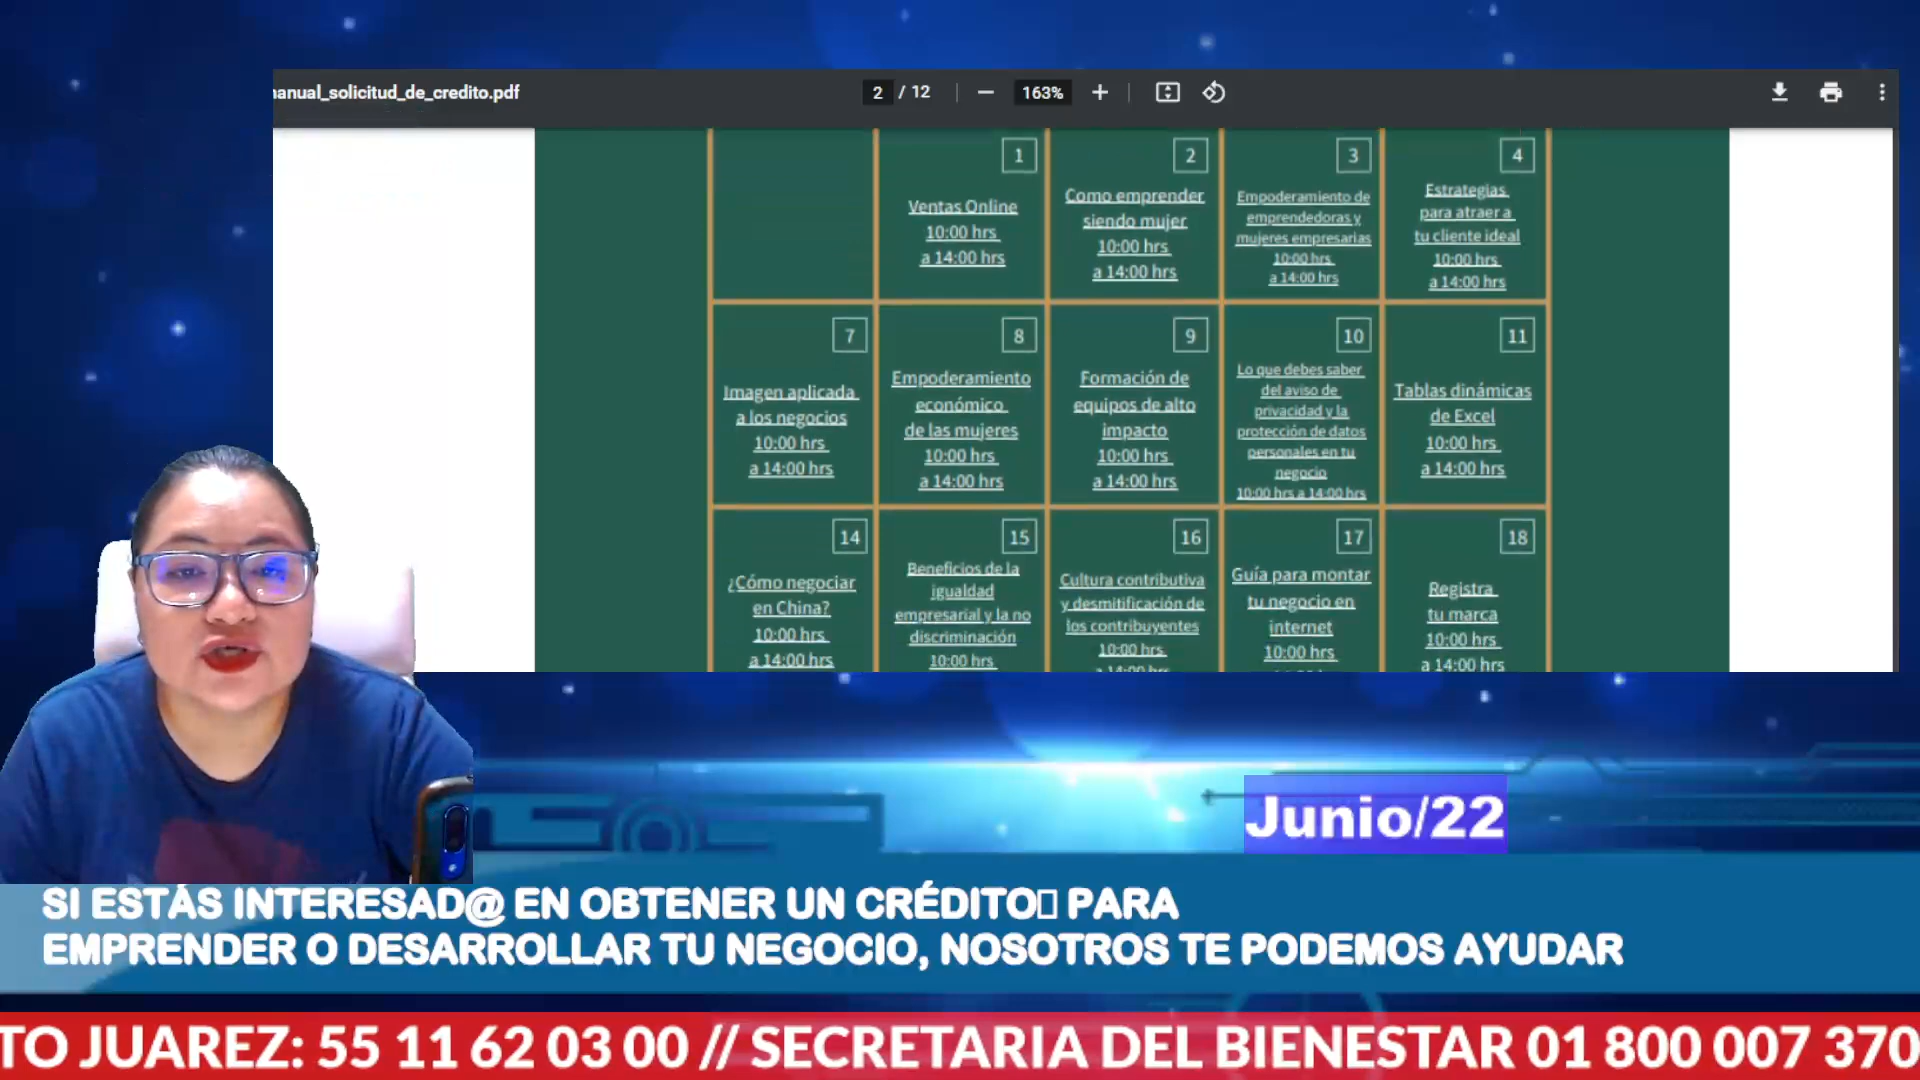 anual_solicitud_de_credito.pdf
2 / 12
163%
1
Ventas Online
10:00 hrs
a 14:00 hrs
2
Como emprender
siendo mujer
10:00 hrs
a 14:00 hrs
3
Empoderamiento de
emprendedoras y
mujeres empresarias
10:00 hrs
a 14:00 hrs
4
Estrategias
para atraer a
tu cliente ideal
10:00 hrs
a 14:00 hrs
7
Imagen aplicada
a los negocios
10:00 hrs
a 14:00 hrs
8
Empoderamiento
económico
de las mujeres
10:00 hrs
a 14:00 hrs
9
Formación de
equipos de alto
impacto
10:00 hrs
a 14:00 hrs
10
Lo que debes saber
del aviso de
privacidad y la
protección de datos
personales en tu
negocio
10:00 hrs a 14:00 hrs
11
Tablas dinámicas
de Excel
10:00 hrs
a 14:00 hrs
14
¿Cómo negociar
en China?
10:00 hrs
a 14:00 hrs
15
Beneficios de la
igualdad
empresarial y la no
discriminación
10:00 hrs
16
Cultura contributiva
y desmitificación de
los contribuyentes
10:00 hrs
a 14:00 hrs
17
Guía para montar
tu negocio en
internet
10:00 hrs
18
Registra
tu marca
10:00 hrs
a 14:00 hrs
Junio/22
SI ESTÁS INTERESAD@ EN OBTENER UN CRÉDITO PARA
EMPRENDER O DESARROLLAR TU NEGOCIO, NOSOTROS TE PODEMOS AYUDAR
TO JUAREZ: 55 11 62 03 00 // SECRETARIA DEL BIENESTAR 01 800 007 370